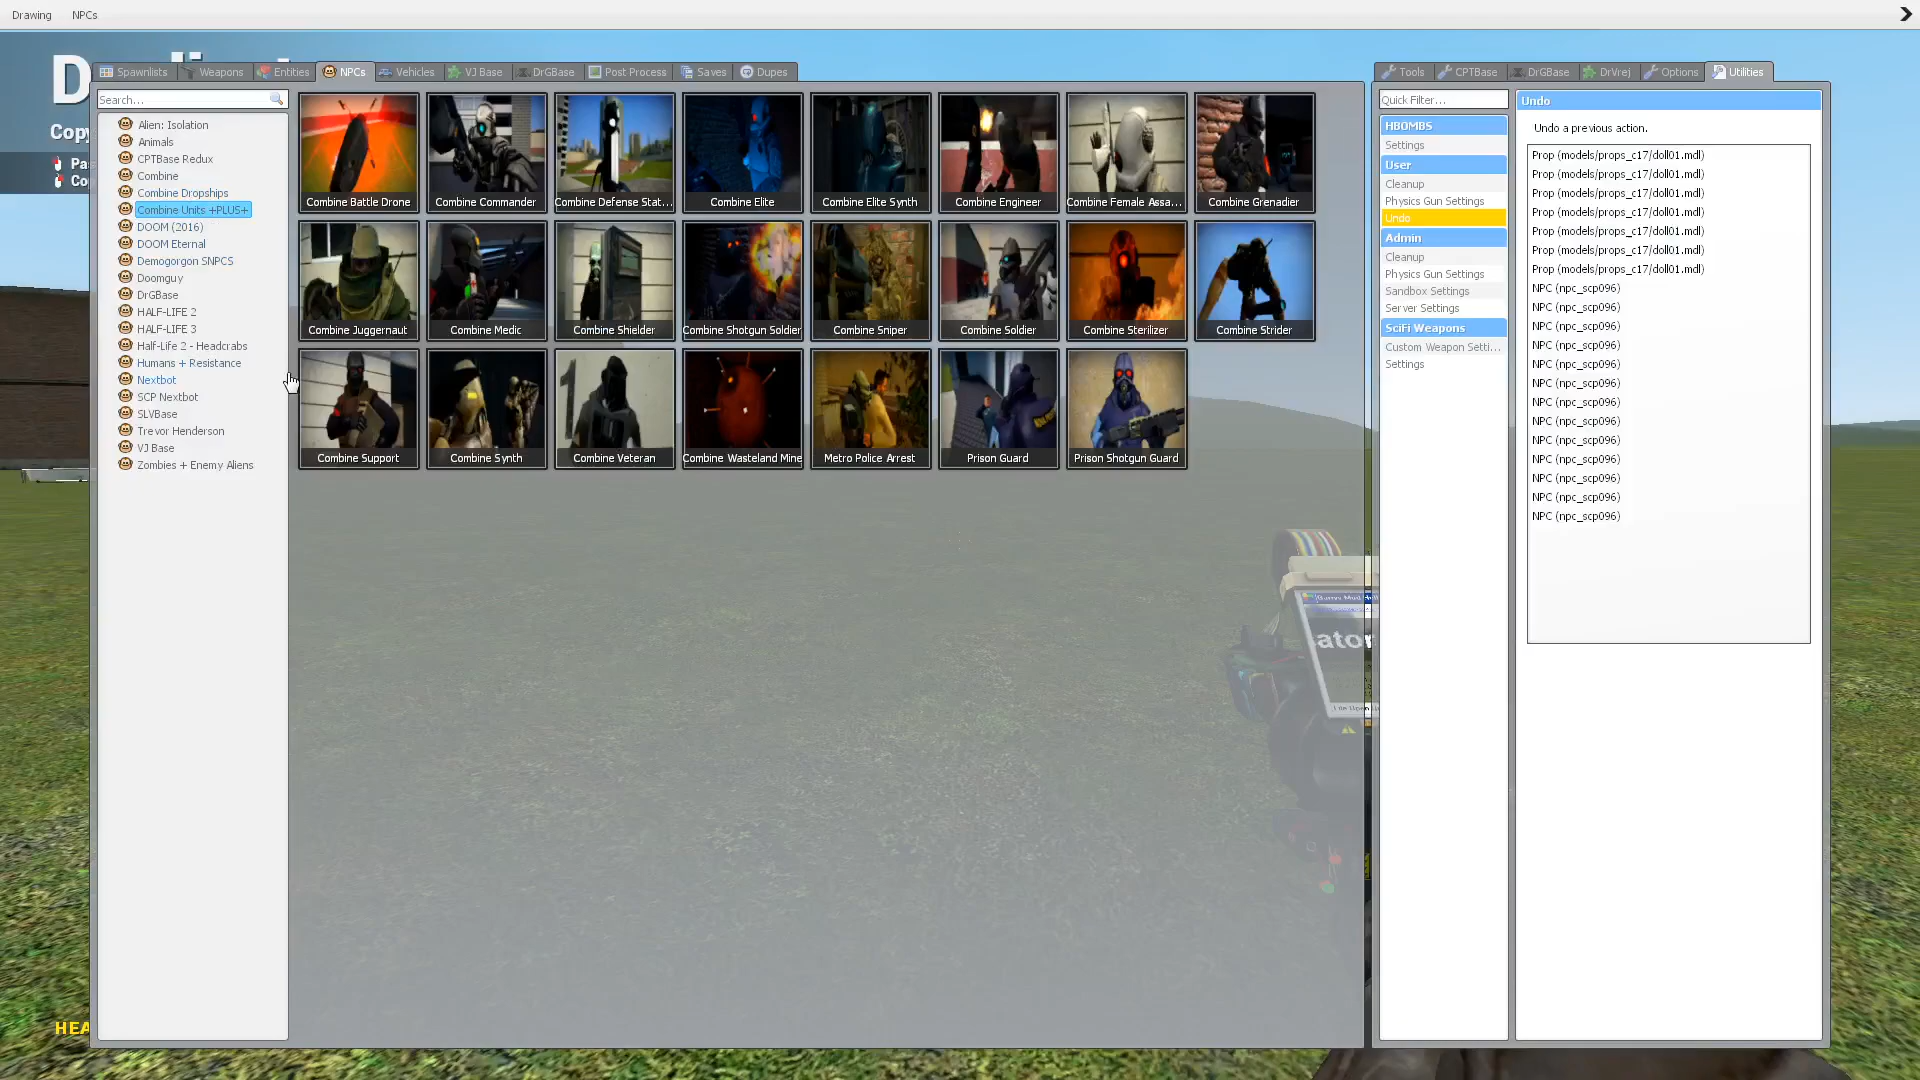 Drawing NPCs
D
Spawnlists Weapons Entities NPCs Vehicles VJ Base DrGBase Post Process Saves Dupes
Tools CPTBase DrGBase DrVrej Options Utilities
Copy
Search...
Alien: Isolation
Animals
CPTBase Redux
Combine
Combine Dropships
Combine Units +PLUS+
DOOM (2016)
DOOM Eternal
Demogorgon SNPCS
Doomguy
DrGBase
HALF-LIFE 2
HALF-LIFE 3
Half-Life 2 - Headcrabs
Humans + Resistance
Nextbot
SCP Nextbot
SLVBase
Trevor Henderson
VJ Base
Zombies + Enemy Aliens
Combine Battle Drone Combine Commander Combine Defense Stat... Combine Elite Combine Elite Synth Combine Engineer Combine Female Assa... Combine Grenadier
Combine Juggernaut Combine Medic Combine Shielder Combine Shotgun Soldier Combine Sniper Combine Soldier Combine Sterilizer Combine Strider
Combine Support Combine Synth Combine Veteran Combine Wasteland Mine Metro Police Arrest Prison Guard Prison Shotgun Guard
Quick Filter...
HBOMBS
Settings
User
Cleanup
Physics Gun Settings
Undo
Admin
Cleanup
Physics Gun Settings
Sandbox Settings
Server Settings
SciFi Weapons
Custom Weapon Setti...
Settings
Undo
Undo a previous action.
Prop (models/props_c17/doll01.mdl)
Prop (models/props_c17/doll01.mdl)
Prop (models/props_c17/doll01.mdl)
Prop (models/props_c17/doll01.mdl)
Prop (models/props_c17/doll01.mdl)
Prop (models/props_c17/doll01.mdl)
Prop (models/props_c17/doll01.mdl)
NPC (npc_scp096)
NPC (npc_scp096)
NPC (npc_scp096)
NPC (npc_scp096)
NPC (npc_scp096)
NPC (npc_scp096)
NPC (npc_scp096)
NPC (npc_scp096)
NPC (npc_scp096)
NPC (npc_scp096)
NPC (npc_scp096)
NPC (npc_scp096)
NPC (npc_scp096)
Pa
Co
ator
HEA